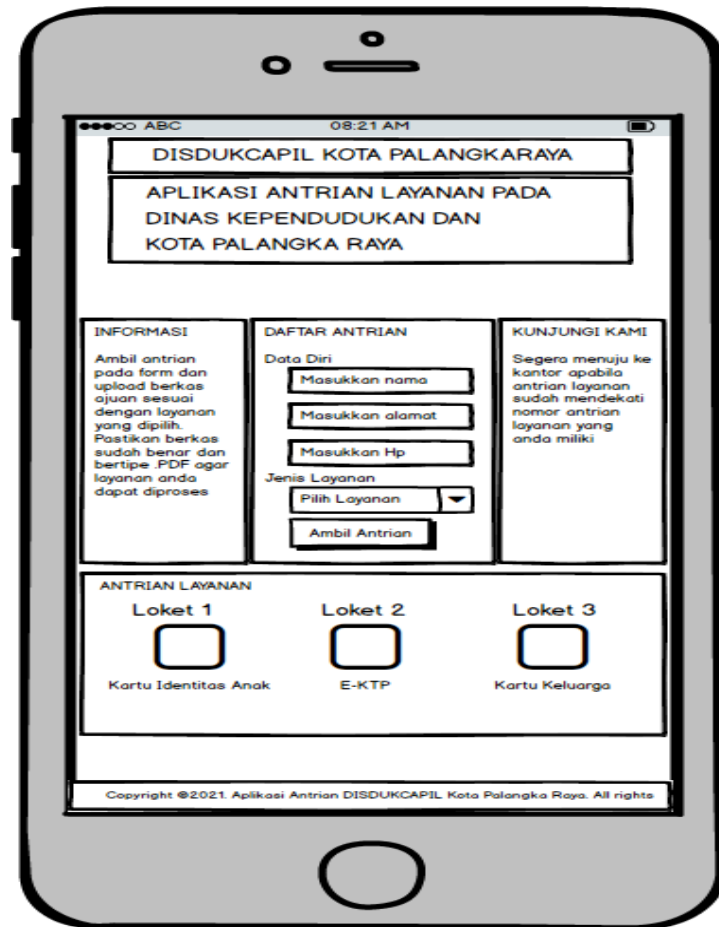 ABC 08:21 AM
DISDUKCAPIL KOTA PALANGKARAYA
APLIKASI ANTRIAN LAYANAN PADA
DINAS KEPENDUDUKAN DAN
KOTA PALANGKA RAYA
INFORMASI
Ambil antrian
pada form dan
upload berkas
ajuan sesuai
dengan layanan
yang dipilih.
Pastikan berkas
sudah benar dan
bertipe .PDF agar
layanan anda
dapat diproses
DAFTAR ANTRIAN
Data Diri
Masukkan nama
Masukkan alamat
Masukkan Hp
Jenis Layanan
Pilih Layanan
Ambil Antrian
KUNJUNGI KAMI
Segera menuju ke
kantor apabila
antrian layanan
sudah mendekati
nomor antrian
layanan yang
anda miliki
ANTRIAN LAYANAN
Loket 1 Loket 2 Loket 3
Kartu Identitas Anak E-KTP Kartu Keluarga
Copyright ©2021. Aplikasi Antrian DISDUKCAPIL Kota Palangka Raya. All rights